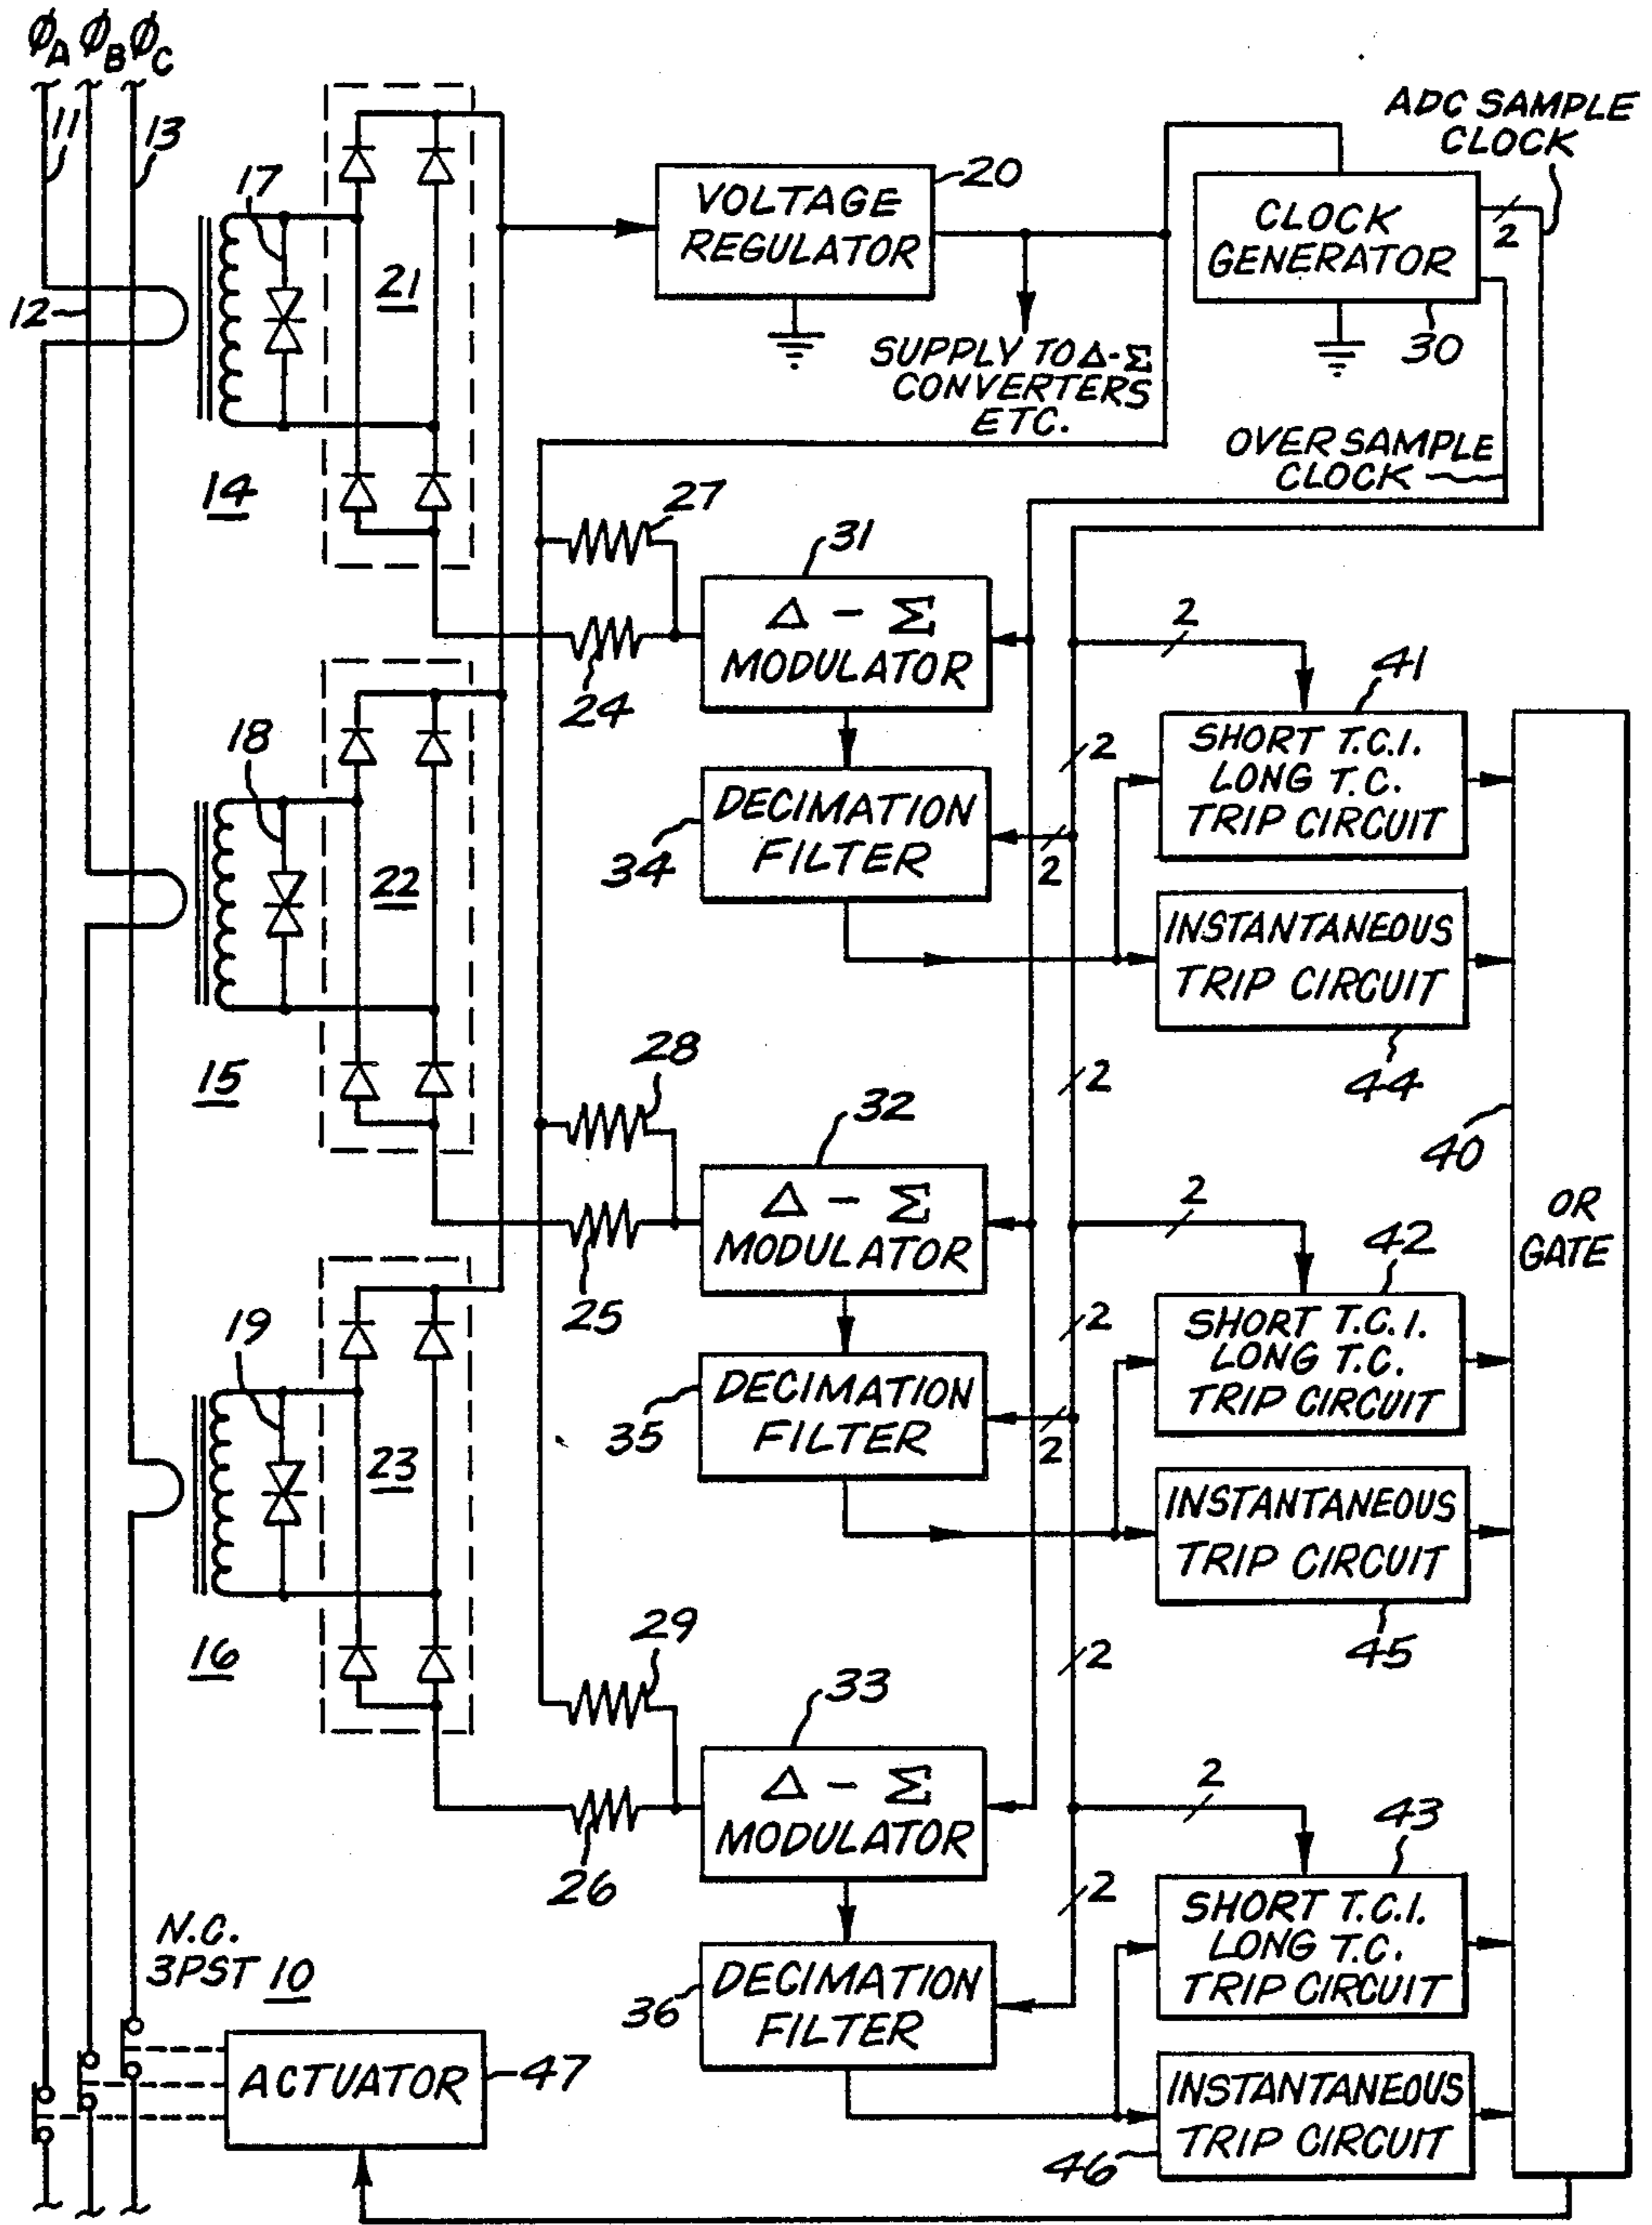 ϕA ϕB ϕC
11
13
12
17
21
14
VOLTAGE
REGULATOR
20
SUPPLY TO Δ-Σ
CONVERTERS
ETC.
CLOCK
GENERATOR
30
2
ADC SAMPLE
CLOCK
OVER SAMPLE
CLOCK
27
24
31
Δ - Σ
MODULATOR
2
2
41
SHORT T.C.I.
LONG T.C.
TRIP CIRCUIT
34
DECIMATION
FILTER
2
INSTANTANEOUS
TRIP CIRCUIT
44
18
22
15
28
25
32
Δ - Σ
MODULATOR
2
2
42
SHORT T.C.I.
LONG T.C.
TRIP CIRCUIT
40
OR
GATE
2
35
DECIMATION
FILTER
2
INSTANTANEOUS
TRIP CIRCUIT
45
19
23
16
29
26
33
Δ - Σ
MODULATOR
2
2
43
SHORT T.C.I.
LONG T.C.
TRIP CIRCUIT
2
36
DECIMATION
FILTER
INSTANTANEOUS
TRIP CIRCUIT
46
N.C.
3PST 10
ACTUATOR
47